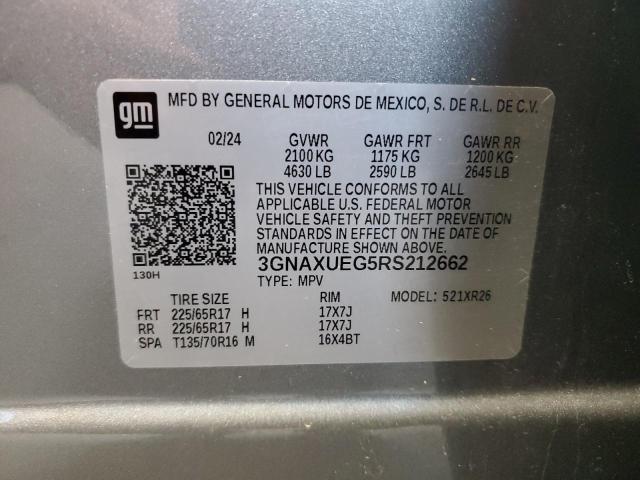 gm
MFD BY GENERAL MOTORS DE MEXICO, S. DE R.L. DE C.V.
02/24 GVWR GAWR FRT GAWR RR
2100 KG 1175 KG 1200 KG
4630 LB 2590 LB 2645 LB
THIS VEHICLE CONFORMS TO ALL
APPLICABLE U.S. FEDERAL MOTOR
VEHICLE SAFETY AND THEFT PREVENTION
STANDARDS IN EFFECT ON THE DATE OF
MANUFACTURE SHOWN ABOVE.
130H
3GNAXUEG5RS212662
TYPE: MPV MODEL: 521XR26
TIRE SIZE RIM
FRT 225/65R17 H 17X7J
RR 225/65R17 H 17X7J
SPA T135/70R16 M 16X4BT